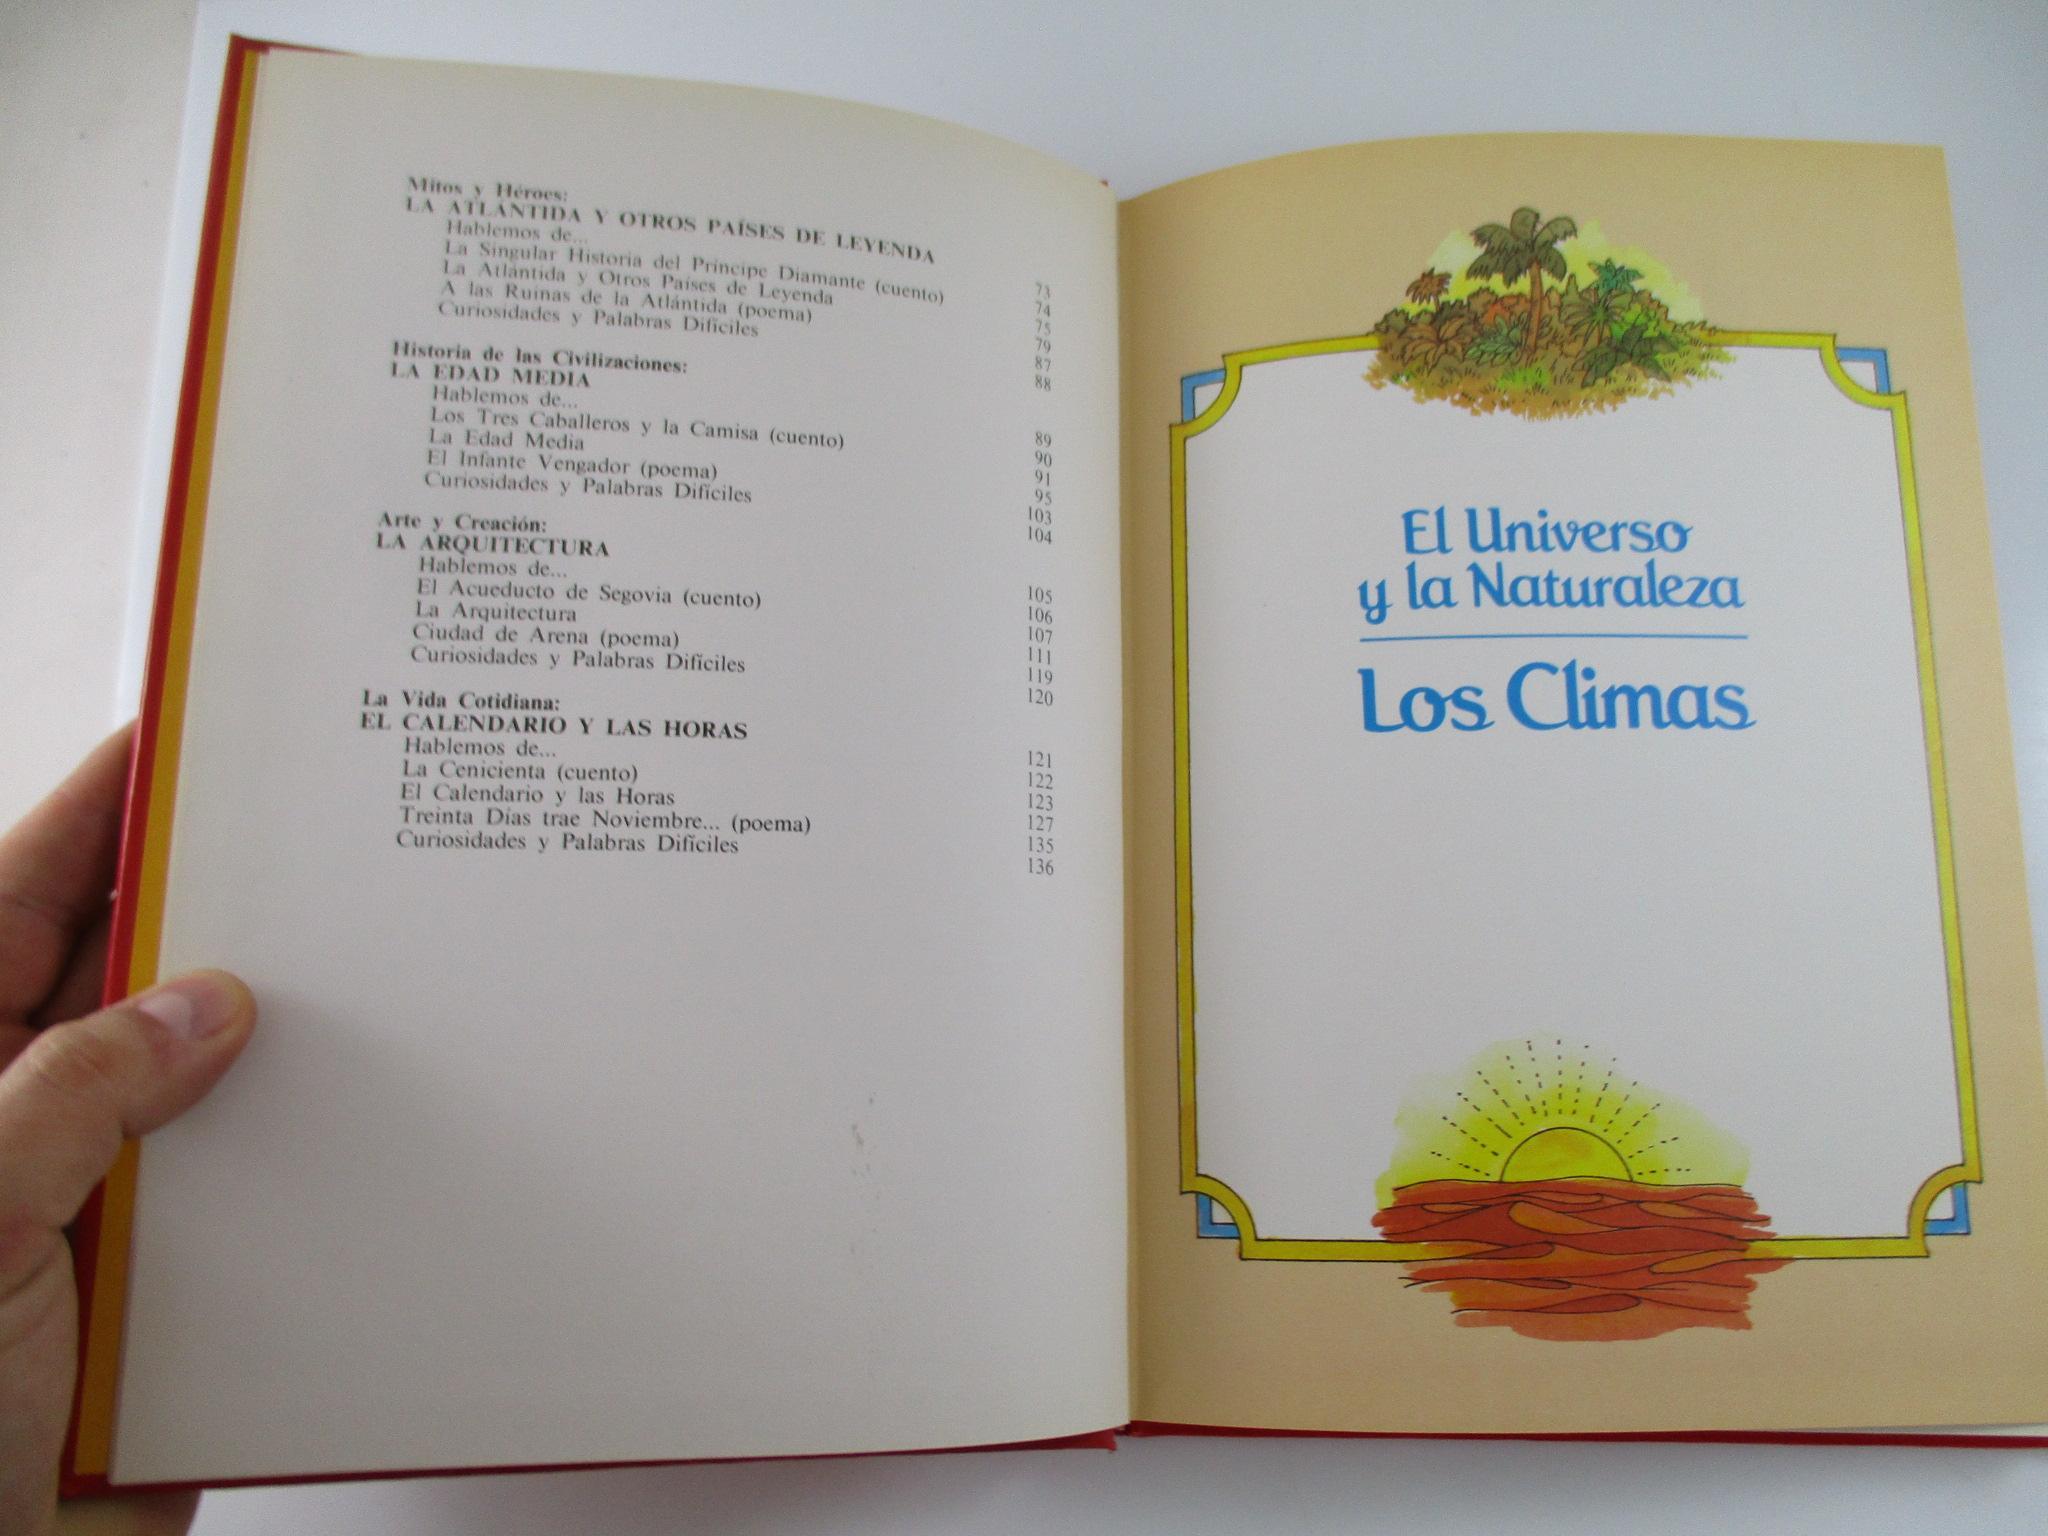 Mitos y Héroes:
LA ATLÁNTIDA Y OTROS PAÍSES DE LEYENDA 73
Hablemos de... 74
La Singular Historia del Príncipe Diamante (cuento) 75
La Atlántida y Otros Países de Leyenda 79
A las Ruinas de la Atlántida (poema) 87
Curiosidades y Palabras Difíciles 88
Historia de las Civilizaciones:
LA EDAD MEDIA 89
Hablemos de... 90
Los Tres Caballeros y la Camisa (cuento) 91
La Edad Media 95
El Infante Vengador (poema) 103
Curiosidades y Palabras Difíciles 104
Arte y Creación:
LA ARQUITECTURA 105
Hablemos de... 106
El Acueducto de Segovia (cuento) 107
La Arquitectura 111
Ciudad de Arena (poema) 119
Curiosidades y Palabras Difíciles 120
La Vida Cotidiana:
EL CALENDARIO Y LAS HORAS 121
Hablemos de... 122
La Cenicienta (cuento) 123
El Calendario y las Horas 127
Treinta Días trae Noviembre... (poema) 135
Curiosidades y Palabras Difíciles 136
El Universo
y la Naturaleza
Los Climas